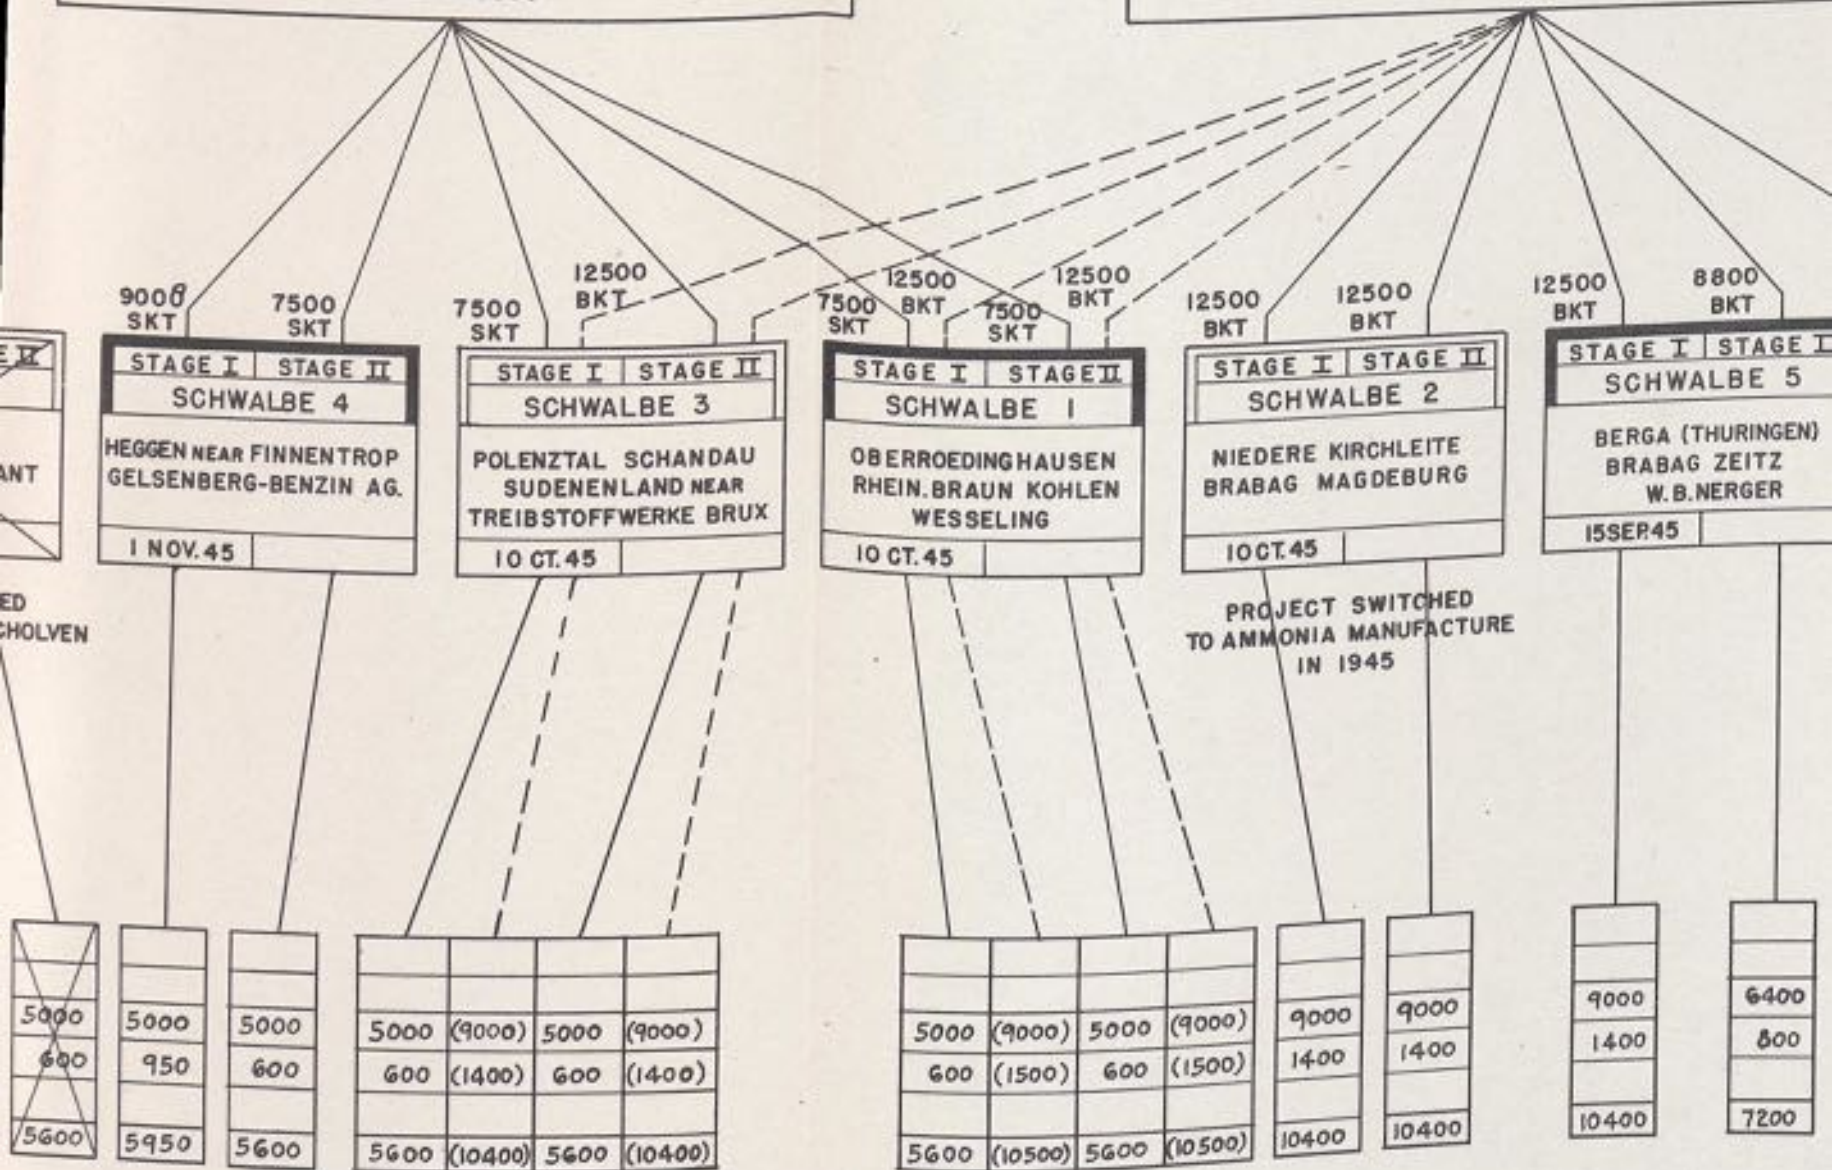 9000
SKT
7500
SKT
7500
SKT
12500
BKT
7500
SKT
12500
BKT
7500
SKT
12500
BKT
12500
BKT
12500
BKT
12500
BKT
8800
BKT
II
ANT
ED
CHOLVEN
STAGE I STAGE II
SCHWALBE 4
HEGGEN NEAR FINNENTROP
GELSENBERG-BENZIN AG.
1 NOV. 45
STAGE I STAGE II
SCHWALBE 3
POLENZTAL SCHANDAU
SUDENENLAND NEAR
TREIBSTOFFWERKE BRUX
1 OCT. 45
STAGE I STAGE II
SCHWALBE 1
OBERROEDINGHAUSEN
RHEIN. BRAUN KOHLEN
WESSELING
1 OCT. 45
STAGE I STAGE II
SCHWALBE 2
NIEDERE KIRCHLEITE
BRABAG MAGDEBURG
1 OCT. 45
PROJECT SWITCHED
TO AMMONIA MANUFACTURE
IN 1945
STAGE I STAGE I
SCHWALBE 5
BERGA (THURINGEN)
BRABAG ZEITZ
W. B. NERGER
15 SEP. 45
5000 5000 5000 5000 (9000) 5000 (9000) 5000 (9000) 5000 (9000) 9000 9000 9000 6400
600 950 600 600 (1400) 600 (1400) 600 (1500) 600 (1500) 1400 1400 1400 800
5600 5950 5600 5600 (10400) 5600 (10400) 5600 (10500) 5600 (10500) 10400 10400 10400 7200